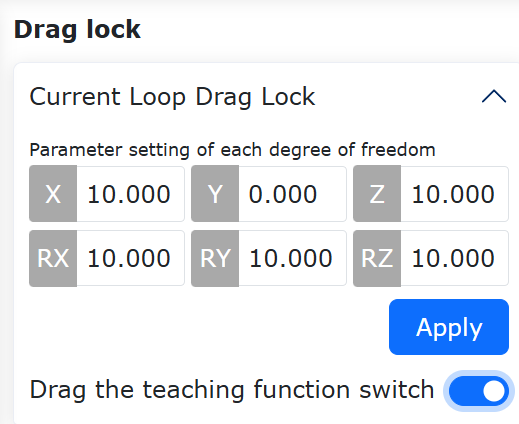 Drag lock
Current Loop Drag Lock
Parameter setting of each degree of freedom
X 10.000 Y 0.000 Z 10.000
RX 10.000 RY 10.000 RZ 10.000
Apply
Drag the teaching function switch